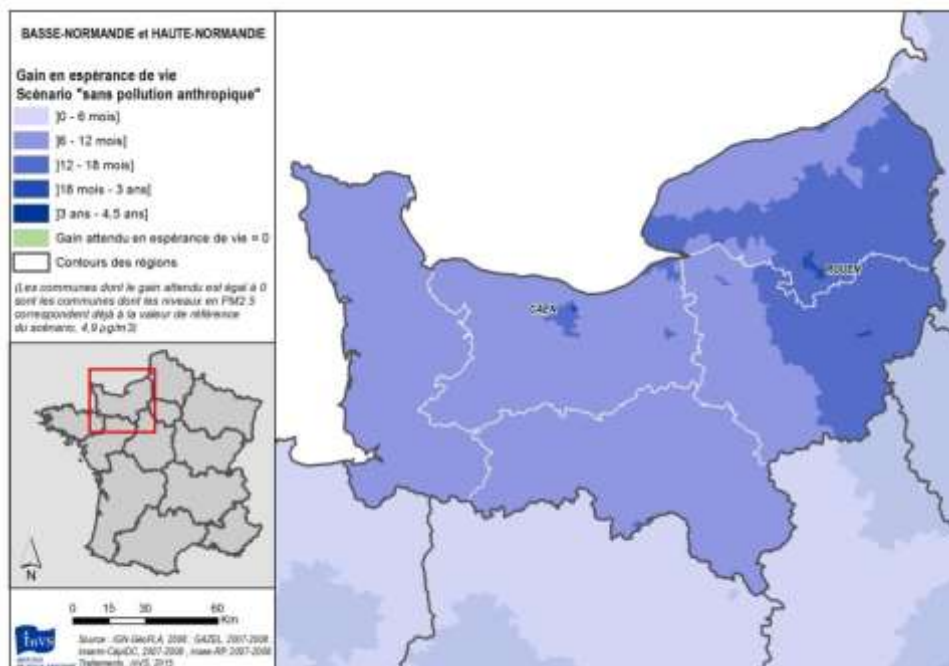 BASSE-NORMANDIE et HAUTE-NORMANDIE
Gain en espérance de vie
Scénario "sans pollution anthropique"
]0 - 6 mois]
]6 - 12 mois]
]12 - 18 mois]
]18 mois - 3 ans]
]3 ans - 4,5 ans]
Gain attendu en espérance de vie = 0
Contours des régions
(Les communes dont le gain attendu est égal à 0
sont les communes dont les niveaux en PM2.5
correspondent déjà à la valeur de référence
du scénario, 4,9 µg/m3)
CAEN
ROUEN
N
0 15 30 60
Km
InVS
Source : IGN-GéoFLA, 2006 ; GAZEL, 2007-2008 ;
Inserm-CépiDC, 2007-2008 ; Insee-RP, 2007-2008
Traitements : InVS, 2015